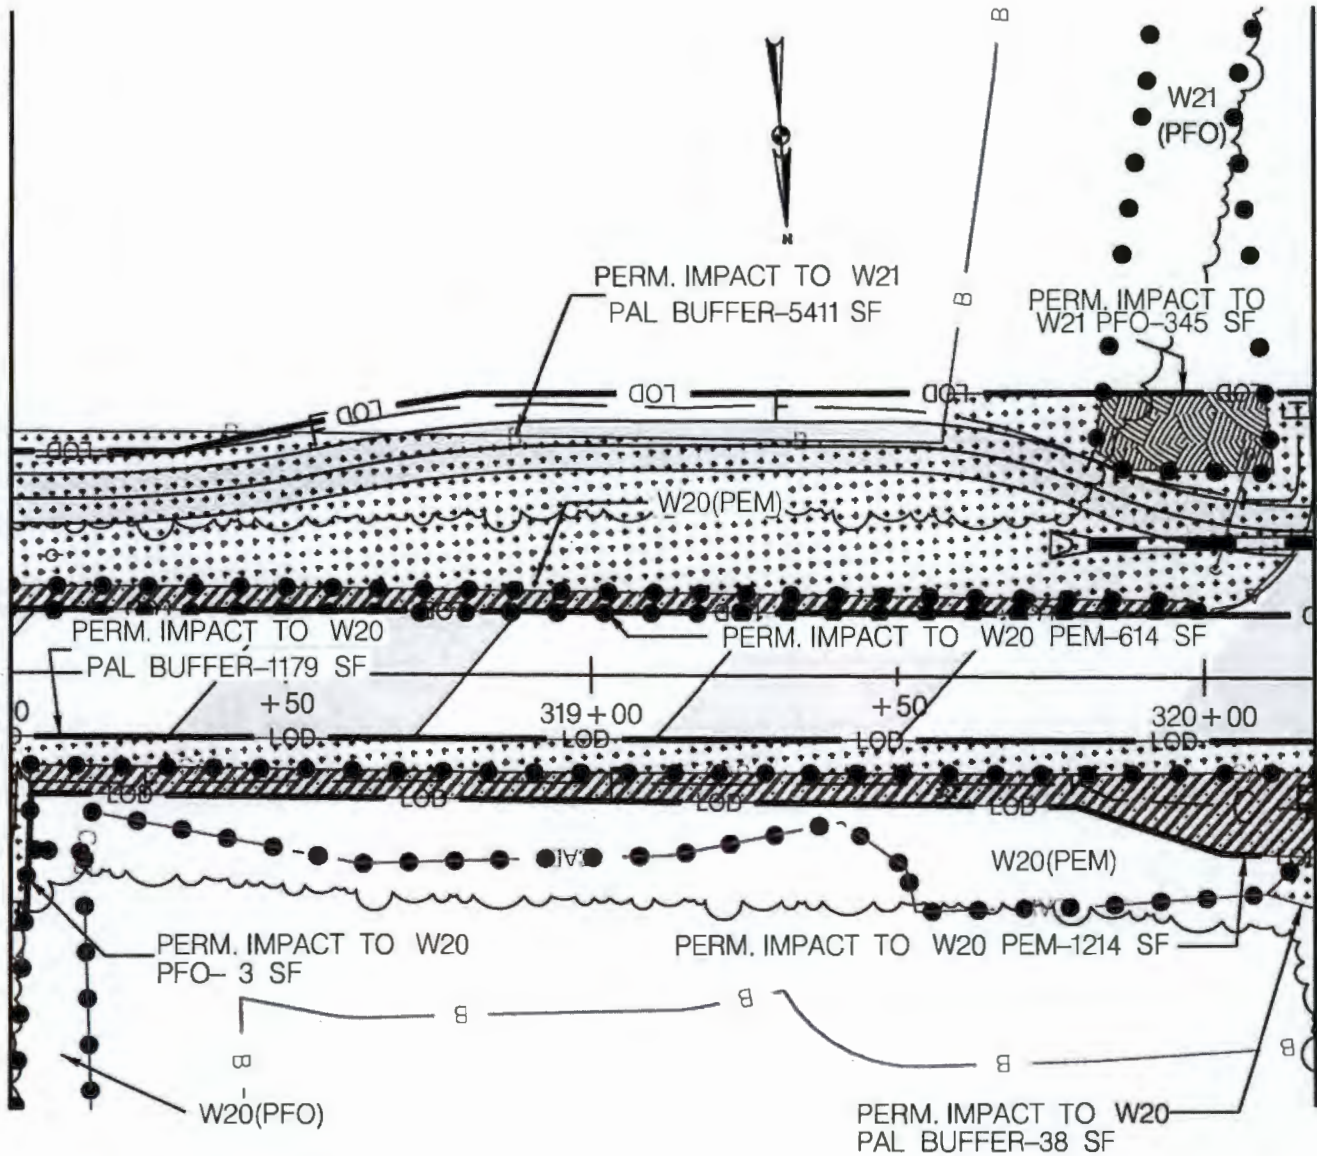 B
W21
(PFO)
N
PERM. IMPACT TO W21
PAL BUFFER-5411 SF
B
PERM. IMPACT TO
W21 PFO-345 SF
LOD
LOD
LOD
LOD
LOD
W20(PEM)
PERM. IMPACT TO W20
PAL BUFFER-1179 SF
PERM. IMPACT TO W20 PEM-614 SF
+50
319+00
+50
320+00
LOD
LOD
LOD
LOD
LOD
LOD
LOD
LOD
W20(PEM)
PERM. IMPACT TO W20
PFO- 3 SF
PERM. IMPACT TO W20 PEM-1214 SF
B
B
B
B
B
W20(PFO)
PERM. IMPACT TO W20
PAL BUFFER-38 SF